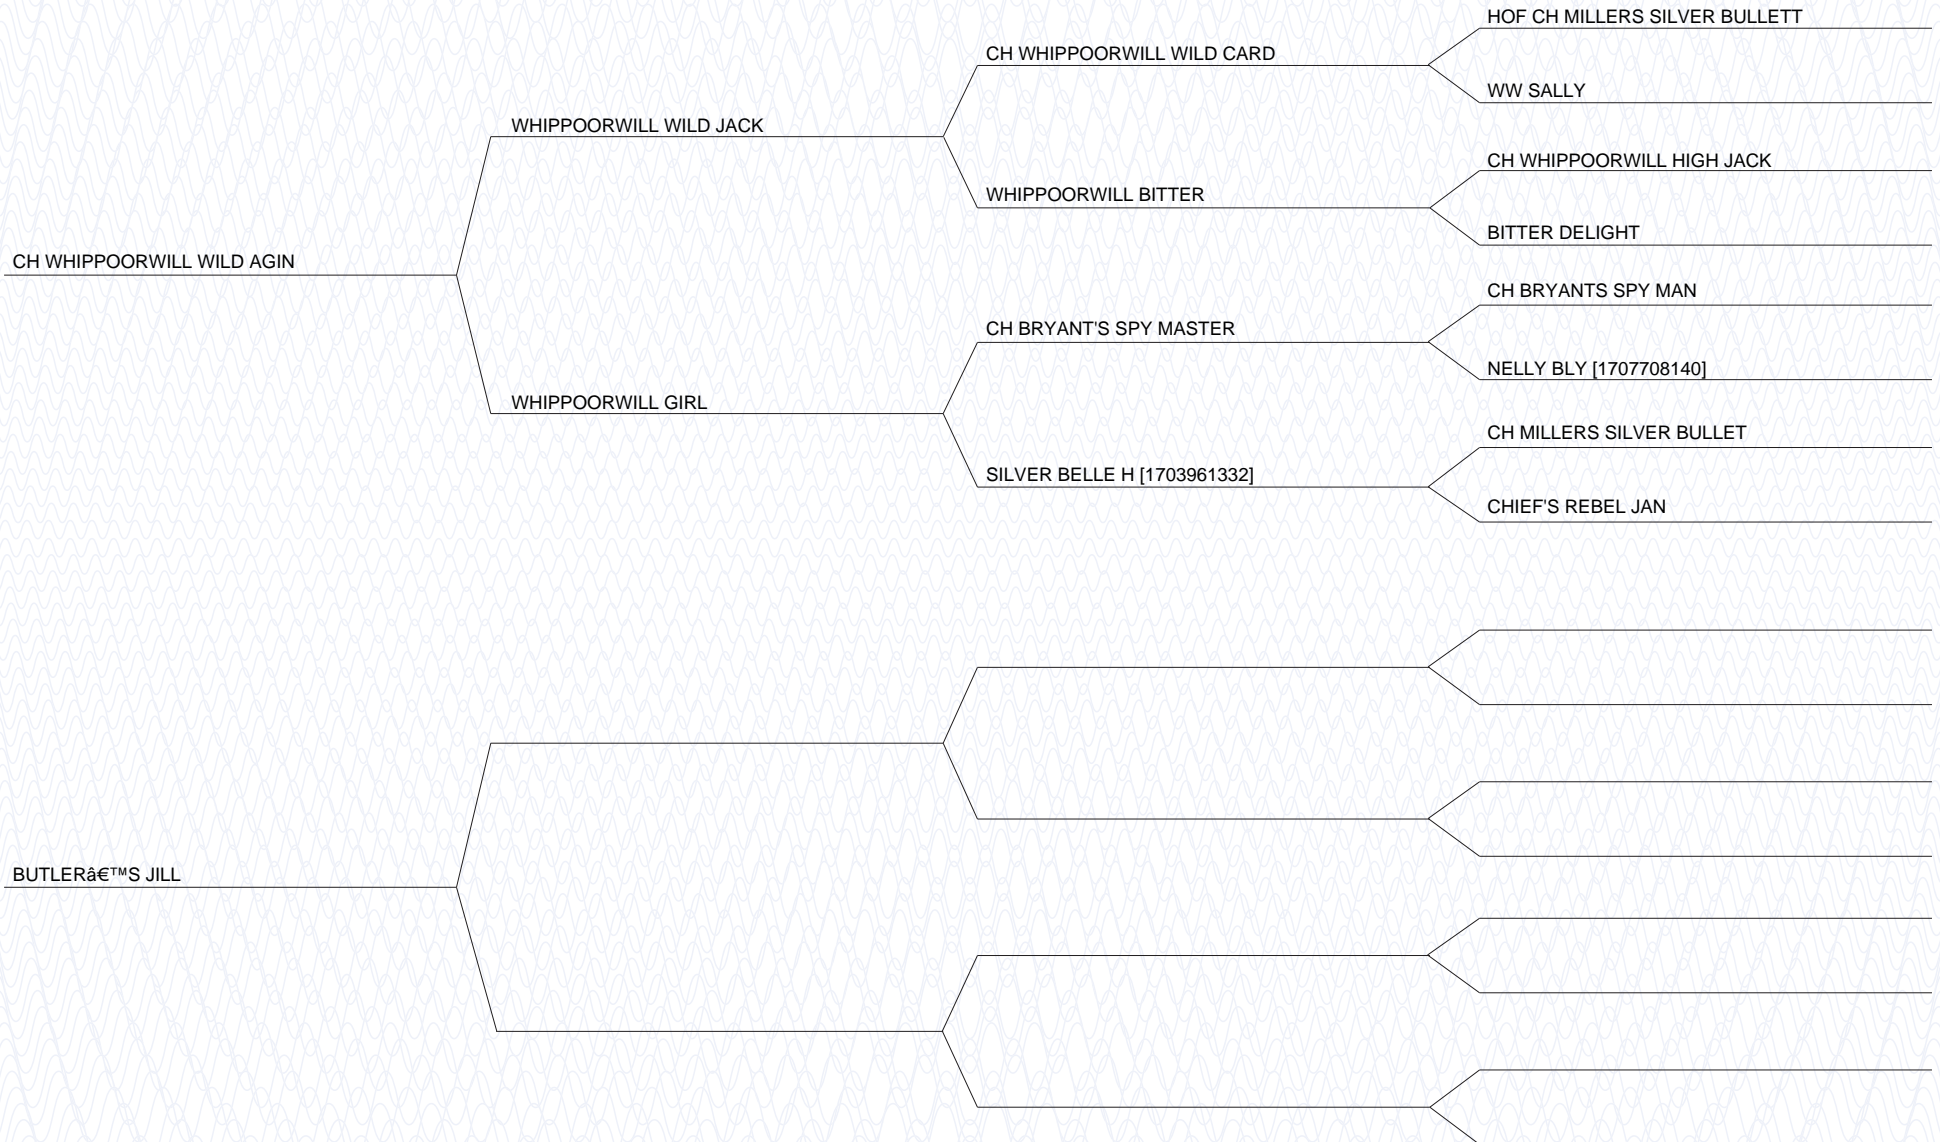 HOF CH MILLERS SILVER BULLETT
CH WHIPPOORWILL WILD CARD
WW SALLY
WHIPPOORWILL WILD JACK
CH WHIPPOORWILL HIGH JACK
WHIPPOORWILL BITTER
BITTER DELIGHT
CH WHIPPOORWILL WILD AGIN
CH BRYANTS SPY MAN
CH BRYANT'S SPY MASTER
NELLY BLY [1707708140]
WHIPPOORWILL GIRL
CH MILLERS SILVER BULLET
SILVER BELLE H [1703961332]
CHIEF'S REBEL JAN
BUTLERâ€™S JILL